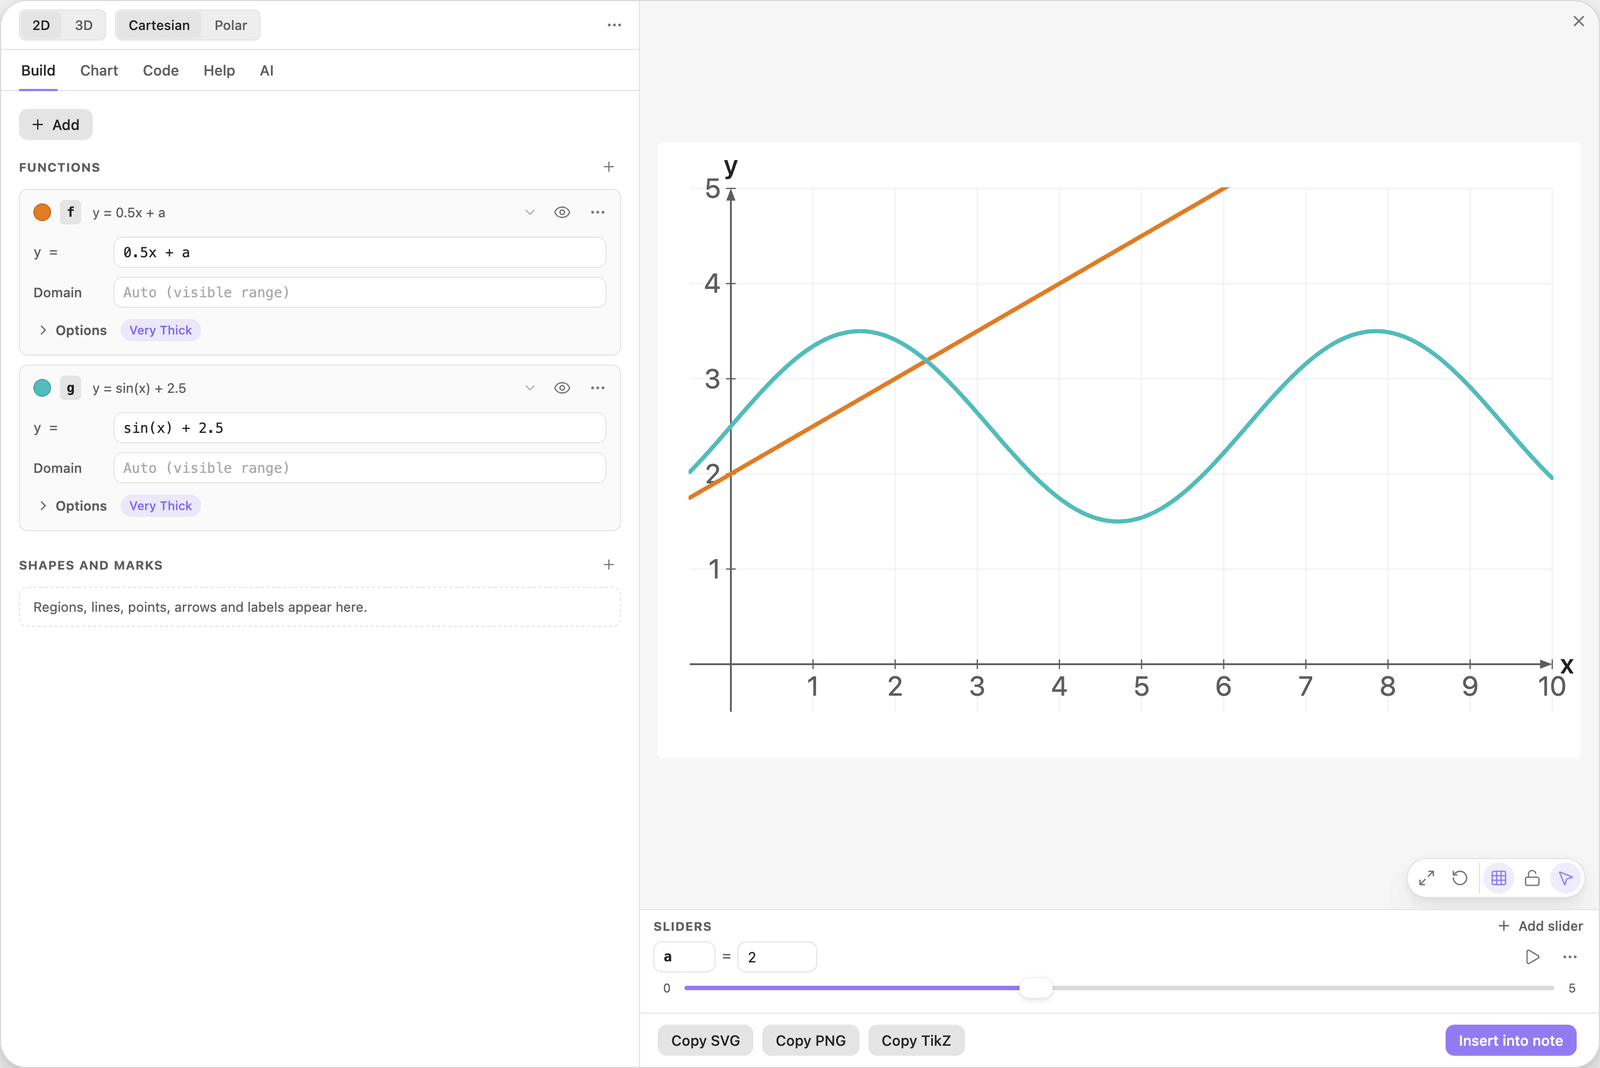 2D 3D Cartesian Polar
Build Chart Code Help AI
+ Add
FUNCTIONS
f y = 0.5x + a
y = 0.5x + a
Domain Auto (visible range)
Options Very Thick
g y = sin(x) + 2.5
y = sin(x) + 2.5
Domain Auto (visible range)
Options Very Thick
SHAPES AND MARKS
Regions, lines, points, arrows and labels appear here.
y
5
4
3
2
1
x
1 2 3 4 5 6 7 8 9 10
SLIDERS + Add slider
a = 2
0 5
Copy SVG Copy PNG Copy TikZ Insert into note